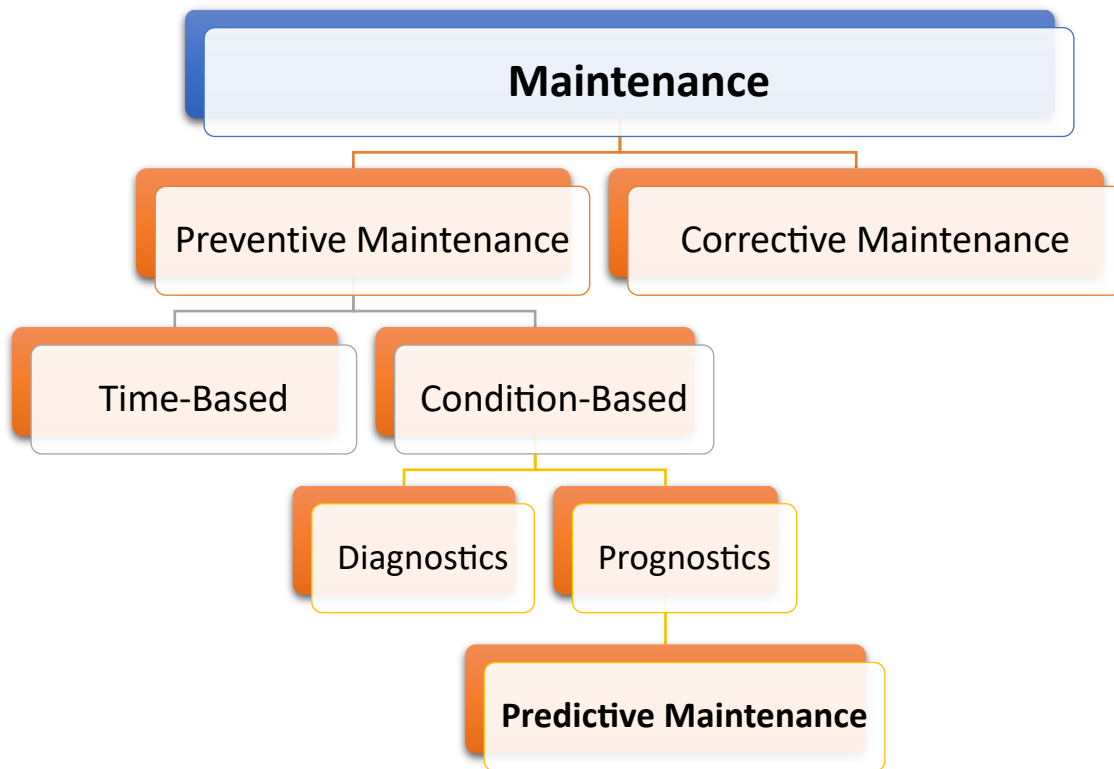 Maintenance
Preventive Maintenance
Corrective Maintenance
Time-Based
Condition-Based
Diagnostics
Prognostics
Predictive Maintenance